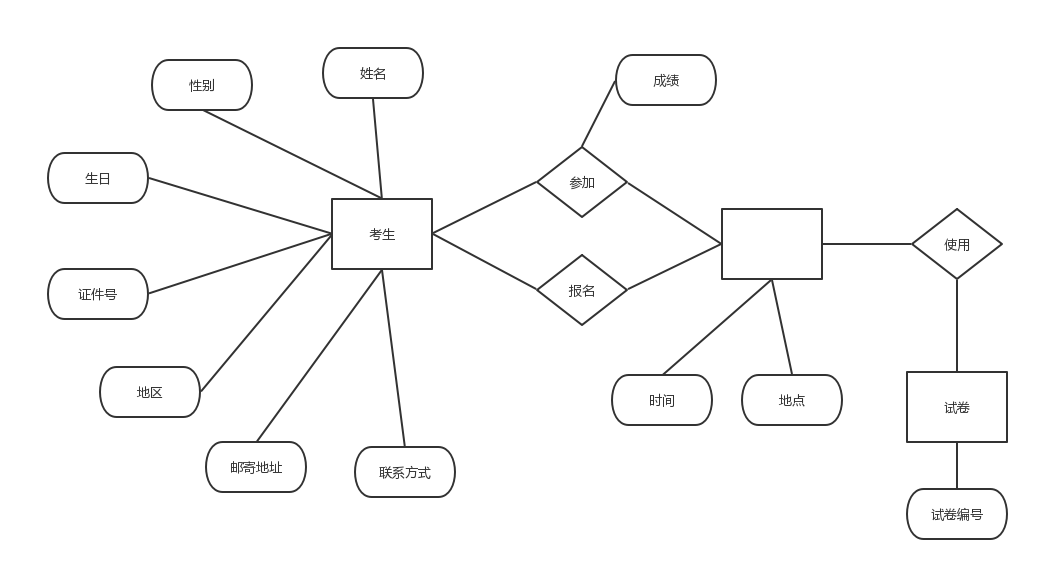 姓名
成绩
性别
生日
参加
考生
使用
报名
证件号
地区
时间
地点
试卷
邮寄地址
联系方式
试卷编号